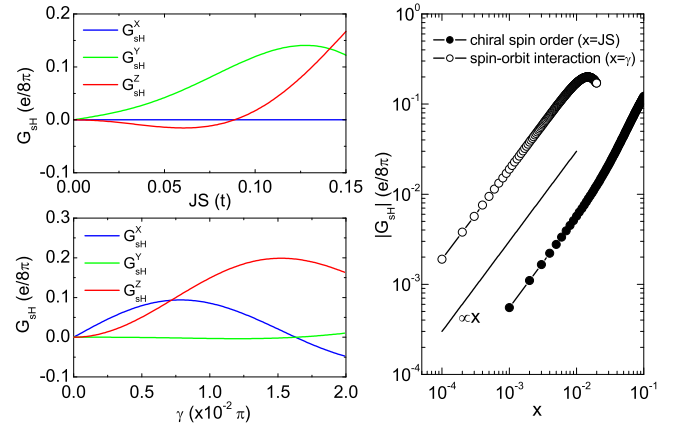 0.2
0.1
0.0
-0.1
G_sH^X
G_sH^Y
G_sH^Z
G_sH (e/8π)
0.00
0.05
0.10
0.15
JS (t)
0.3
0.2
0.1
0.0
-0.1
G_sH^X
G_sH^Y
G_sH^Z
G_sH (e/8π)
0.0
0.5
1.0
1.5
2.0
γ (x10^-2 π)
10^0
10^-1
10^-2
10^-3
10^-4
|G_sH| (e/8π)
chiral spin order (x=JS)
spin-orbit interaction (x=γ)
∝x
10^-4
10^-3
10^-2
10^-1
x